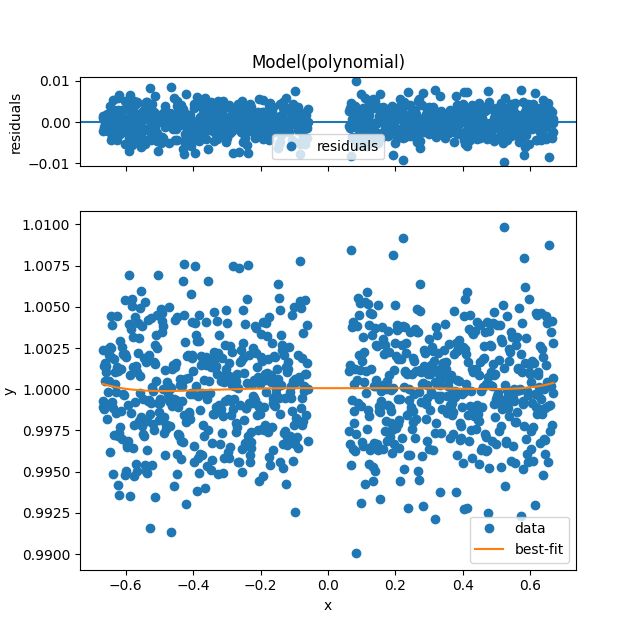 Model(polynomial)
0.01
0.00
−0.01
residuals
residuals
1.0100
1.0075
1.0050
1.0025
1.0000
0.9975
0.9950
0.9925
0.9900
y
data
best-fit
−0.6 −0.4 −0.2 0.0 0.2 0.4 0.6
x